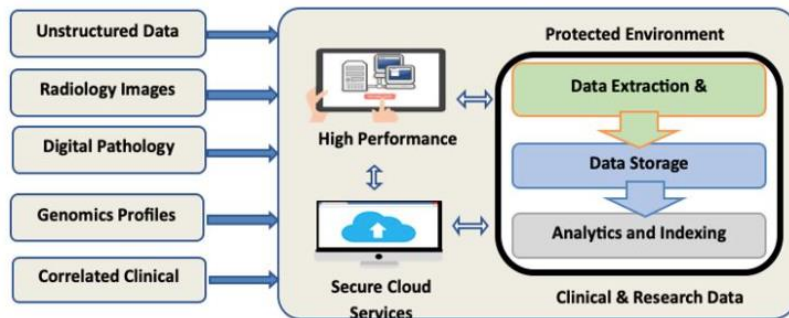 Unstructured Data
Radiology Images
Digital Pathology
Genomics Profiles
Correlated Clinical
High Performance
Secure Cloud
Services
Protected Environment
Data Extraction &
Data Storage
Analytics and Indexing
Clinical & Research Data